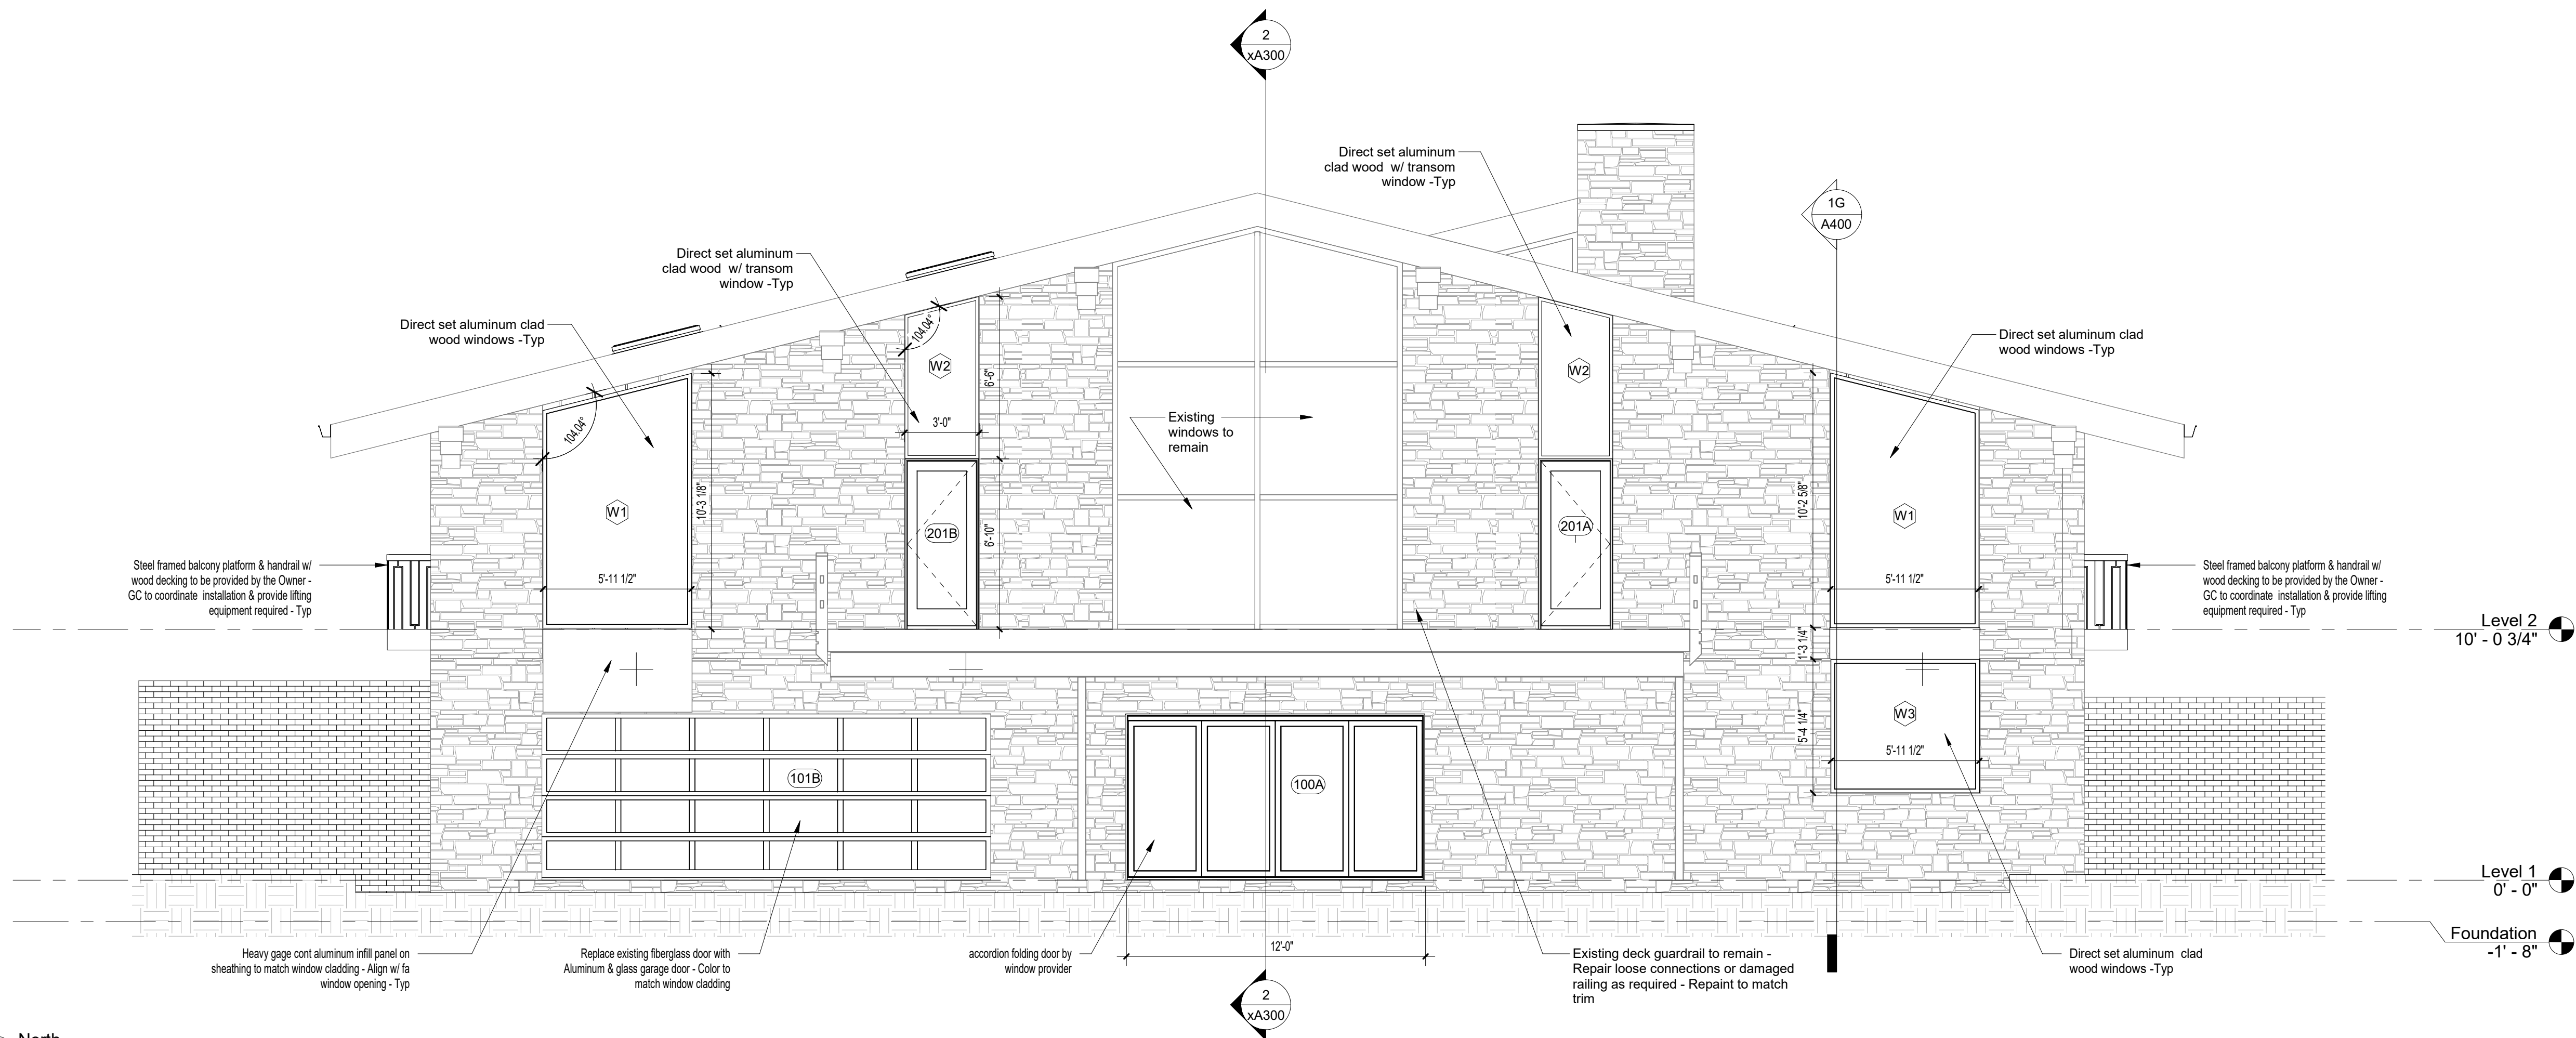 2
xA300
Direct set aluminum
clad wood  w/ transom
window -Typ
1G
A400
Direct set aluminum
clad wood  w/ transom
window -Typ
Direct set aluminum clad
wood windows -Typ
Direct set aluminum clad
wood windows -Typ
104.04°
W2
6'-6"
3'-0"
W2
104.04°
Existing
windows to
remain
W1
10'-3 1/8"
201B
6'-10"
201A
10'-2 5/8"
W1
5'-11 1/2"
5'-11 1/2"
Steel framed balcony platform & handrail w/
wood decking to be provided by the Owner -
GC to coordinate  installation & provide lifting
equipment required - Typ
Steel framed balcony platform & handrail w/
wood decking to be provided by the Owner -
GC to coordinate  installation & provide lifting
equipment required - Typ
Level 2
10' - 0 3/4"
1'-3 1/4"
W3
5'-4 1/4"
5'-11 1/2"
101B
100A
Level 1
0' - 0"
Foundation
-1' - 8"
12'-0"
Heavy gage cont aluminum infill panel on
sheathing to match window cladding - Align w/ fa
window opening - Typ
Replace existing fiberglass door with
Aluminum & glass garage door - Color to
match window cladding
accordion folding door by
window provider
Existing deck guardrail to remain -
Repair loose connections or damaged
railing as required - Repaint to match
trim
Direct set aluminum  clad
wood windows -Typ
2
xA300
North